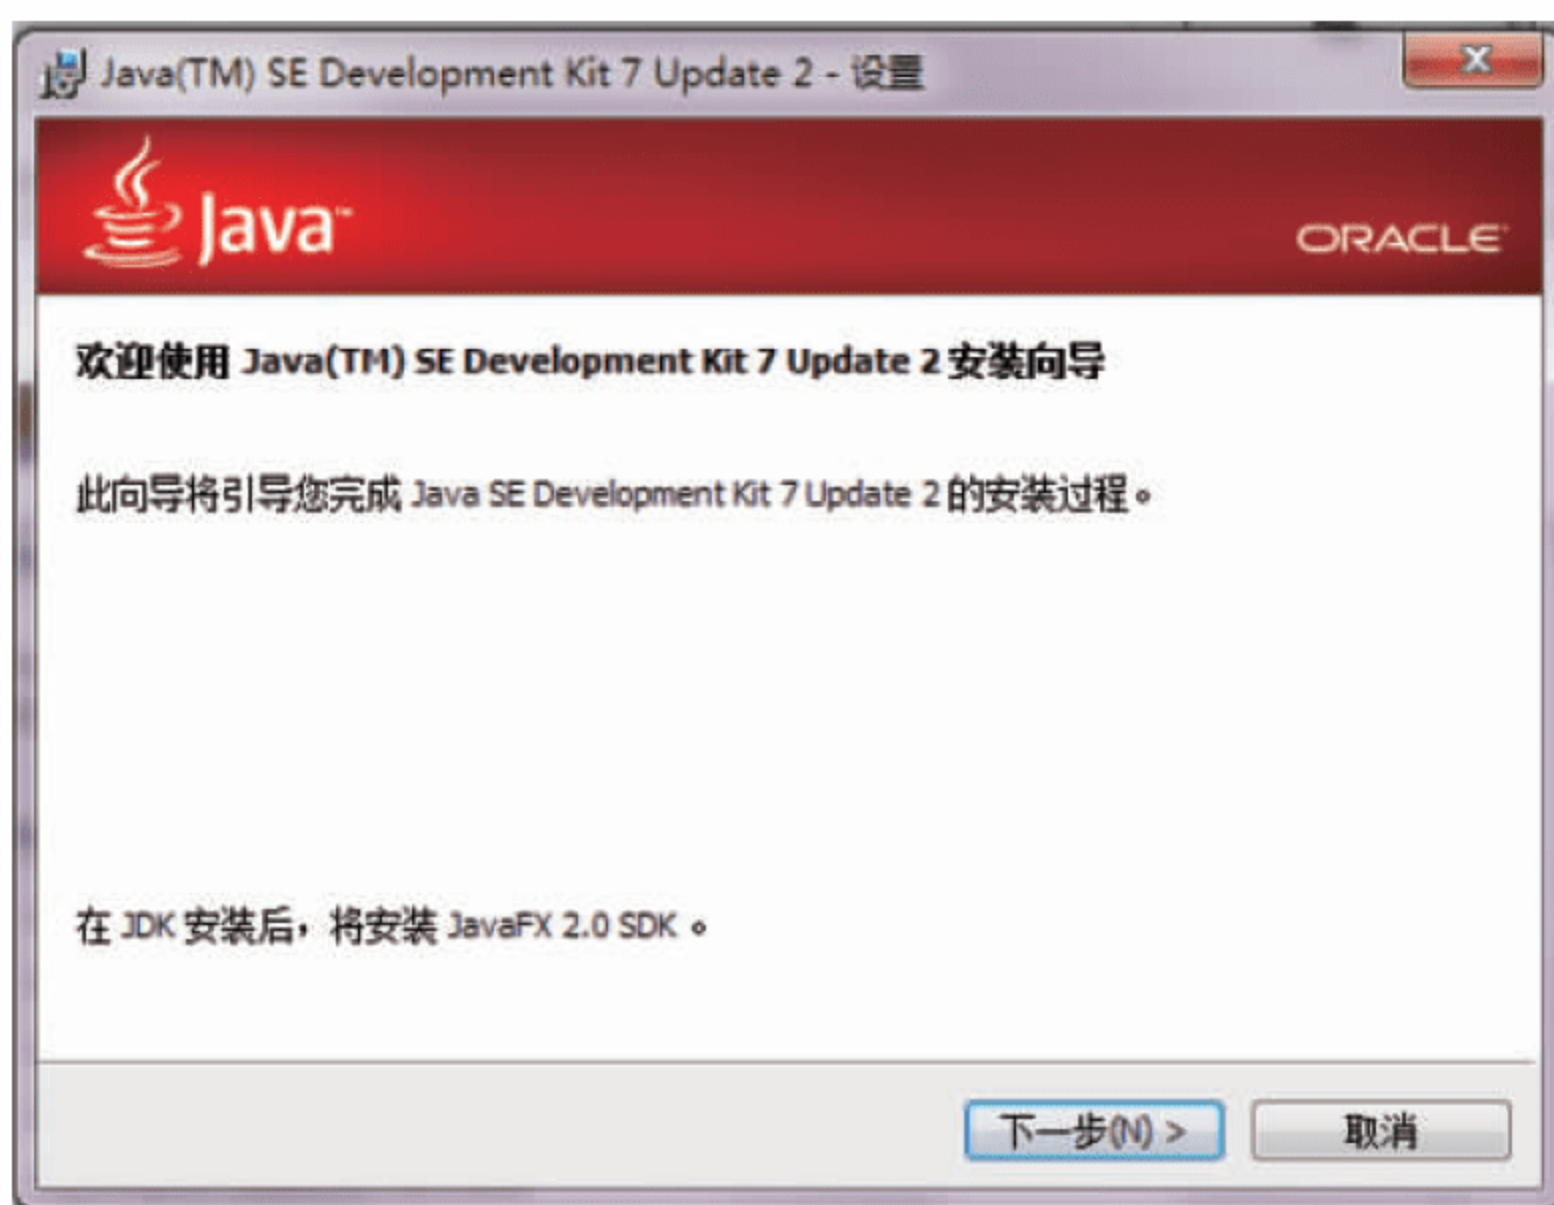 Java(TM) SE Development Kit 7 Update 2 - 设置
Java™
ORACLE
欢迎使用 Java(TM) SE Development Kit 7 Update 2 安装向导
此向导将引导您完成 Java SE Development Kit 7 Update 2 的安装过程。
在 JDK 安装后，将安装 JavaFX 2.0 SDK 。
下一步(N) >
取消